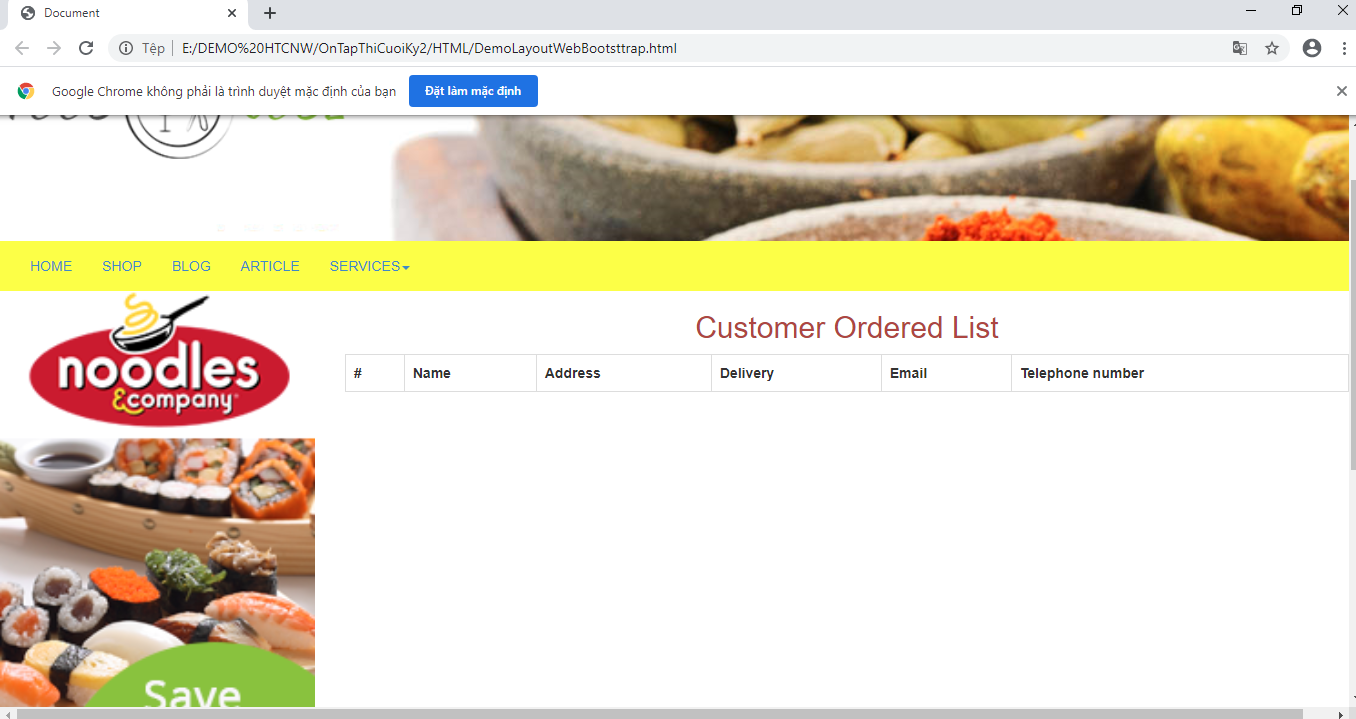 Document
Tệp
E:/DEMO%20HTCNW/OnTapThiCuoiKy2/HTML/DemoLayoutWebBootsttrap.html
Google Chrome không phải là trình duyệt mặc định của bạn
Đặt làm mặc định
HOME SHOP BLOG ARTICLE SERVICES
noodles
&company
Customer Ordered List
# Name Address Delivery Email Telephone number
Save